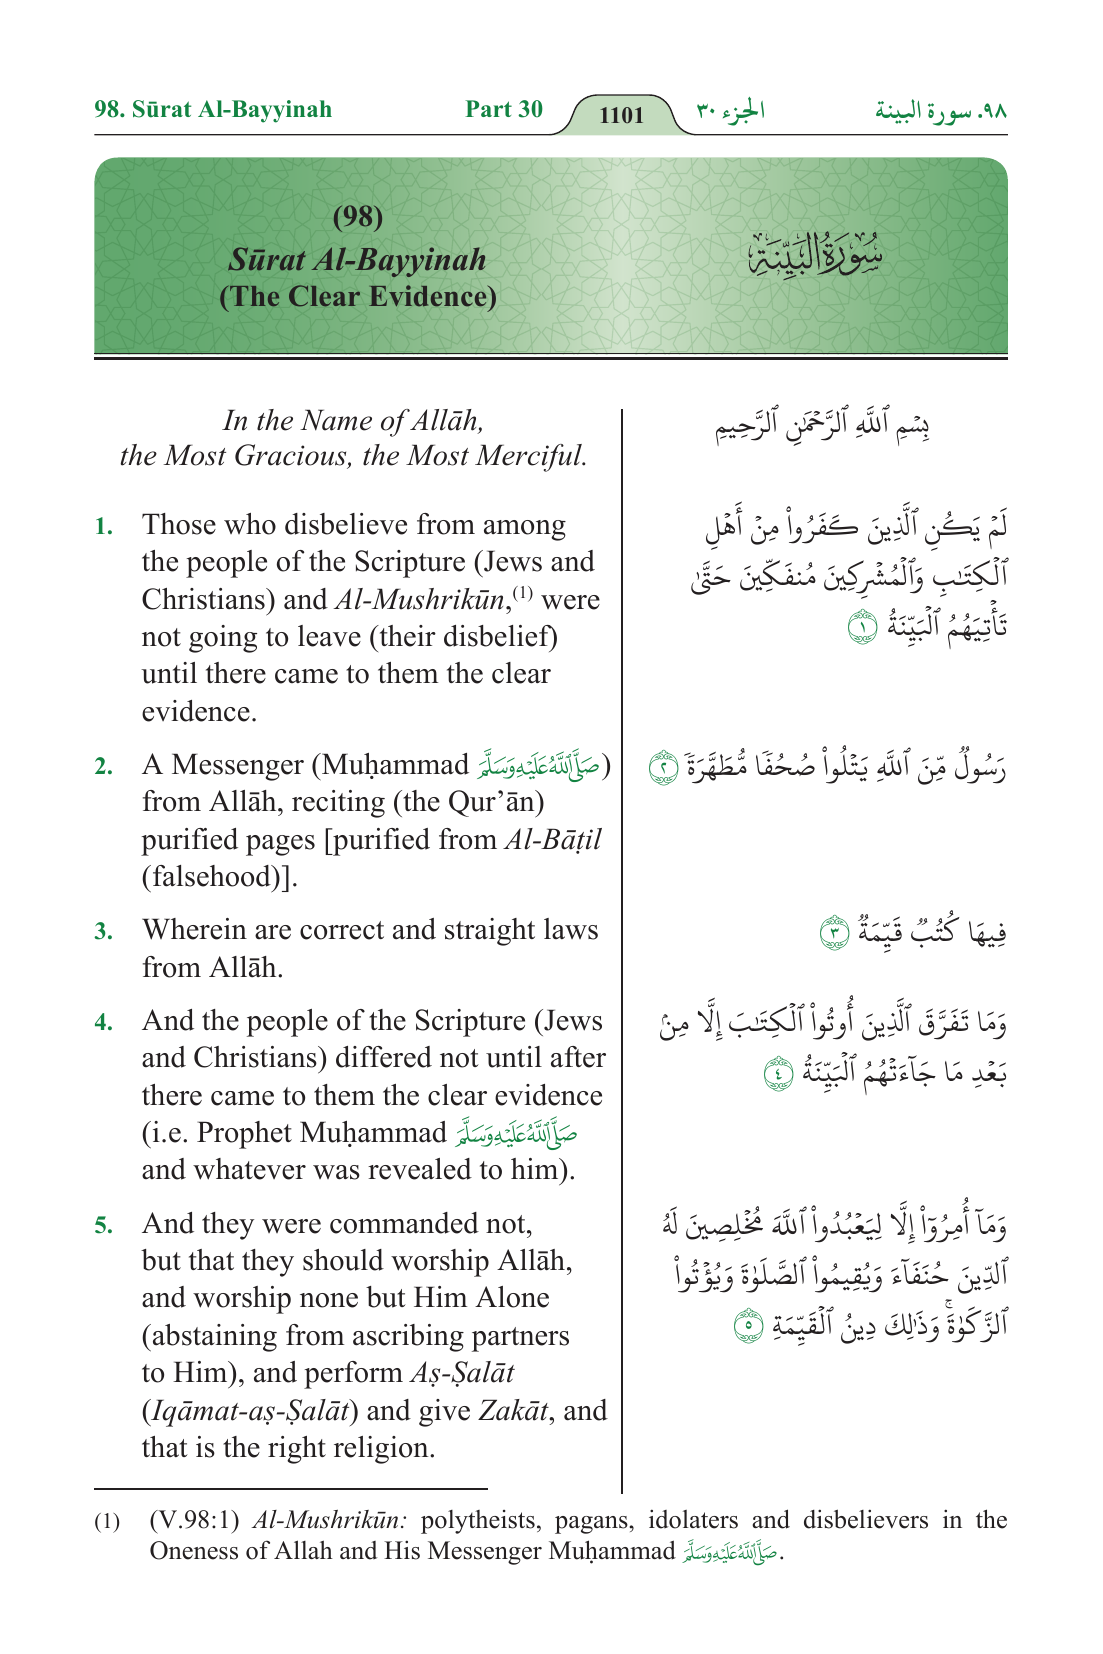 98. Sūrat Al-Bayyinah Part 30 1101 الجزء ٣٠ ٩٨. سورة البينة
(98)
Sūrat Al-Bayyinah
(The Clear Evidence)
سُورَةُ البَيِّنَةِ
In the Name of Allāh,
the Most Gracious, the Most Merciful.
1. Those who disbelieve from among
the people of the Scripture (Jews and
Christians) and Al-Mushrikūn,(1) were
not going to leave (their disbelief)
until there came to them the clear
evidence.
2. A Messenger (Muḥammad صَلَّى اللَّهُ عَلَيْهِ وَسَلَّمَ)
from Allāh, reciting (the Qur’ān)
purified pages [purified from Al-Bāṭil
(falsehood)].
3. Wherein are correct and straight laws
from Allāh.
4. And the people of the Scripture (Jews
and Christians) differed not until after
there came to them the clear evidence
(i.e. Prophet Muḥammad صَلَّى اللَّهُ عَلَيْهِ وَسَلَّمَ
and whatever was revealed to him).
5. And they were commanded not,
but that they should worship Allāh,
and worship none but Him Alone
(abstaining from ascribing partners
to Him), and perform Aṣ-Ṣalāt
(Iqāmat-aṣ-Ṣalāt) and give Zakāt, and
that is the right religion.
بِسْمِ ٱللَّهِ ٱلرَّحْمَٰنِ ٱلرَّحِيمِ
لَمْ يَكُنِ ٱلَّذِينَ كَفَرُوا۟ مِنْ أَهْلِ
ٱلْكِتَٰبِ وَٱلْمُشْرِكِينَ مُنفَكِّينَ حَتَّىٰ
تَأْتِيَهُمُ ٱلْبَيِّنَةُ ١
رَسُولٌ مِّنَ ٱللَّهِ يَتْلُوا۟ صُحُفًا مُّطَهَّرَةً ٢
فِيهَا كُتُبٌ قَيِّمَةٌ ٣
وَمَا تَفَرَّقَ ٱلَّذِينَ أُوتُوا۟ ٱلْكِتَٰبَ إِلَّا مِنۢ
بَعْدِ مَا جَآءَتْهُمُ ٱلْبَيِّنَةُ ٤
وَمَآ أُمِرُوٓا۟ إِلَّا لِيَعْبُدُوا۟ ٱللَّهَ مُخْلِصِينَ لَهُ
ٱلدِّينَ حُنَفَآءَ وَيُقِيمُوا۟ ٱلصَّلَوٰةَ وَيُؤْتُوا۟
ٱلزَّكَوٰةَ ۚ وَذَٰلِكَ دِينُ ٱلْقَيِّمَةِ ٥
(1) (V.98:1) Al-Mushrikūn: polytheists, pagans, idolaters and disbelievers in the
Oneness of Allah and His Messenger Muḥammad صَلَّى اللَّهُ عَلَيْهِ وَسَلَّمَ.